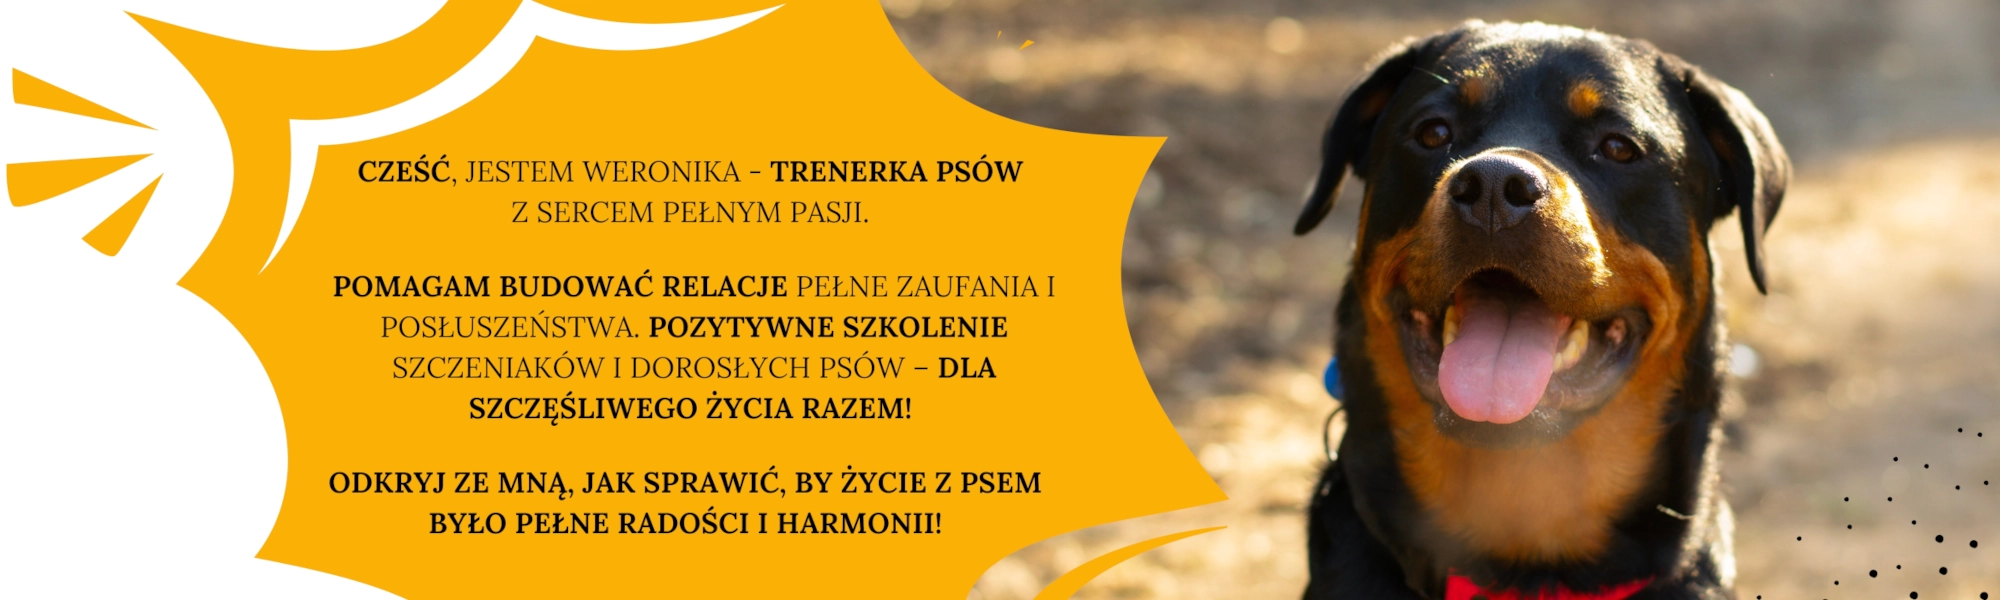 CZEŚĆ, JESTEM WERONIKA - TRENERKA PSÓW
Z SERCEM PEŁNYM PASJI.
POMAGAM BUDOWAĆ RELACJE PEŁNE ZAUFANIA I
POSŁUSZEŃSTWA. POZYTYWNE SZKOLENIE
SZCZENIAKÓW I DOROSŁYCH PSÓW – DLA
SZCZĘŚLIWEGO ŻYCIA RAZEM!
ODKRYJ ZE MNĄ, JAK SPRAWIĆ, BY ŻYCIE Z PSEM
BYŁO PEŁNE RADOŚCI I HARMONII!